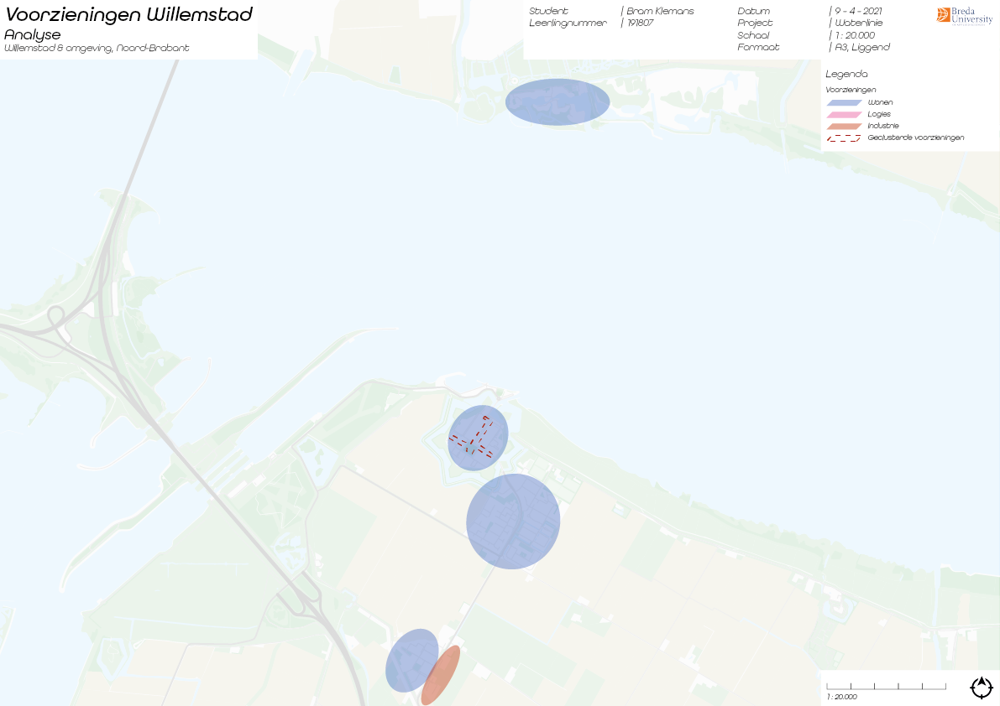 Voorzieningen Willemstad
Analyse
Willemstad & omgeving, Noord-Brabant
Student | Bram Klemans
Leerlingnummer | 191807
Datum | 9 - 4 - 2021
Project | Waterlinie
Schaal | 1 : 20.000
Formaat | A3, Liggend
Breda
University
Legenda
Voorzieningen
Wonen
Logies
Industrie
Geclusterde voorzieningen
1 : 20.000